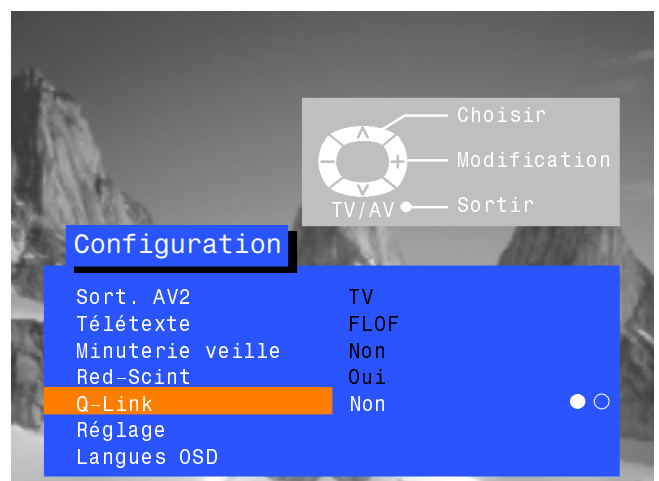 Choisir
Modification
TV/AV Sortir
Configuration
Sort. AV2 TV
Télétexte FLOF
Minuterie veille Non
Red-Scint Oui
Q-Link Non
Réglage
Langues OSD